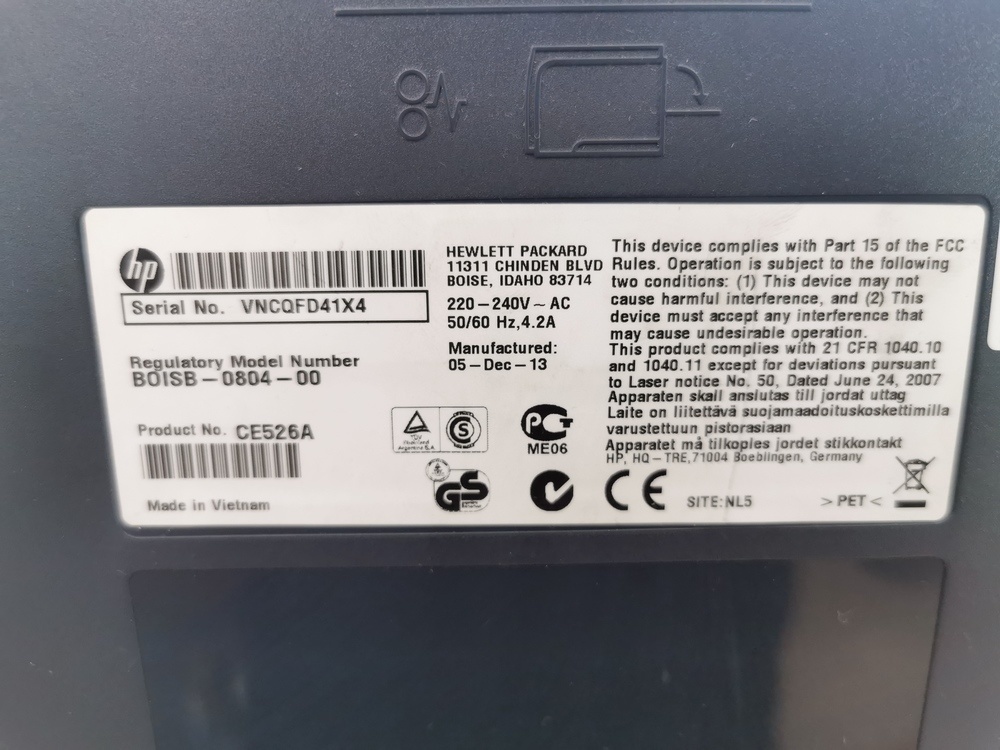 hp
Serial No. VNCQFD41X4
Regulatory Model Number
BOISB-0804-00
Product No. CE526A
Made in Vietnam
HEWLETT PACKARD
11311 CHINDEN BLVD
BOISE, IDAHO 83714
220-240V~ AC
50/60 Hz,4.2A
Manufactured:
05-Dec-13
TÜV
Argentina S.A.
S
PCT
ME06
GS
CE
This device complies with Part 15 of the FCC
Rules. Operation is subject to the following
two conditions: (1) This device may not
cause harmful interference, and (2) This
device must accept any interference that
may cause undesirable operation.
This product complies with 21 CFR 1040.10
and 1040.11 except for deviations pursuant
to Laser notice No. 50, Dated June 24, 2007
Apparaten skall anslutas till jordat uttag
Laite on liitettävä suojamaadoituskoskettimilla
varustettuun pistorasiaan
Apparatet må tilkoples jordet stikkontakt
HP, HQ-TRE,71004 Boeblingen, Germany
SITE:NL5
>PET<